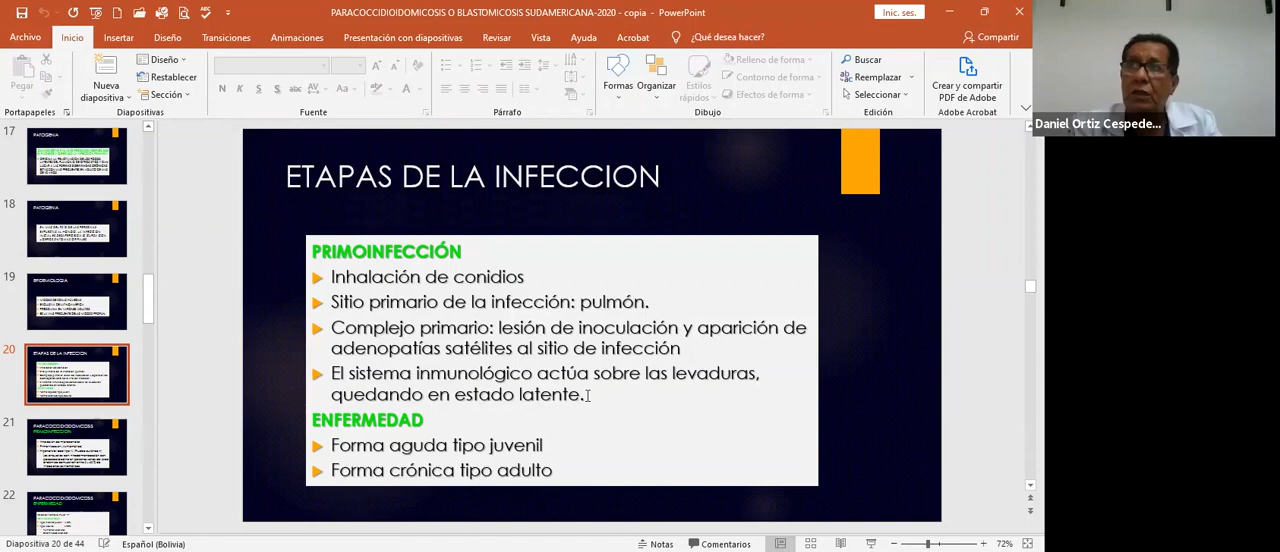 PARACOCCIDIOIDOMICOSIS O BLASTOMICOSIS SUDAMERICANA-2020 - copia - PowerPoint
Inic. ses.
Archivo Inicio Insertar Diseño Transiciones Animaciones Presentación con diapositivas Revisar Vista Ayuda Acrobat ¿Qué desea hacer? Compartir
Pegar
Nueva diapositiva
Diseño
Restablecer
Sección
N K S
Formas
Organizar
Estilos rápidos
Relleno de forma
Contorno de forma
Efectos de forma
Buscar
Reemplazar
Seleccionar
Crear y compartir PDF de Adobe
Portapapeles Diapositivas Fuente Párrafo Dibujo Edición Adobe Acrobat
Daniel Ortiz Cespede...
17
PATOGENIA
18
PATOGENIA
19
EPIDEMIOLOGIA
20
ETAPAS DE LA INFECCION
21
PARACOCCIDIOIDOMICOSIS
PRIMOINFECCIÓN
22
PARACOCCIDIOIDOMICOSIS
ENFERMEDAD
ETAPAS DE LA INFECCION
PRIMOINFECCIÓN
Inhalación de conidios
Sitio primario de la infección: pulmón.
Complejo primario: lesión de inoculación y aparición de
adenopatías satélites al sitio de infección
El sistema inmunológico actúa sobre las levaduras,
quedando en estado latente.
ENFERMEDAD
Forma aguda tipo juvenil
Forma crónica tipo adulto
Diapositiva 20 de 44 Español (Bolivia) Notas Comentarios 72%